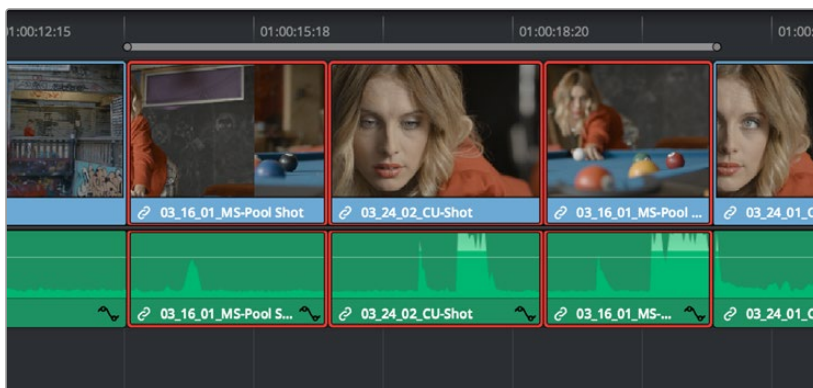 1:00:12:15
01:00:15:18
01:00:18:20
01:00:
03_16_01_MS-Pool Shot
03_24_02_CU-Shot
03_16_01_MS-Pool ...
03_24_01_C
03_16_01_MS-Pool S...
03_24_02_CU-Shot
03_16_01_MS-...
03_24_01_C